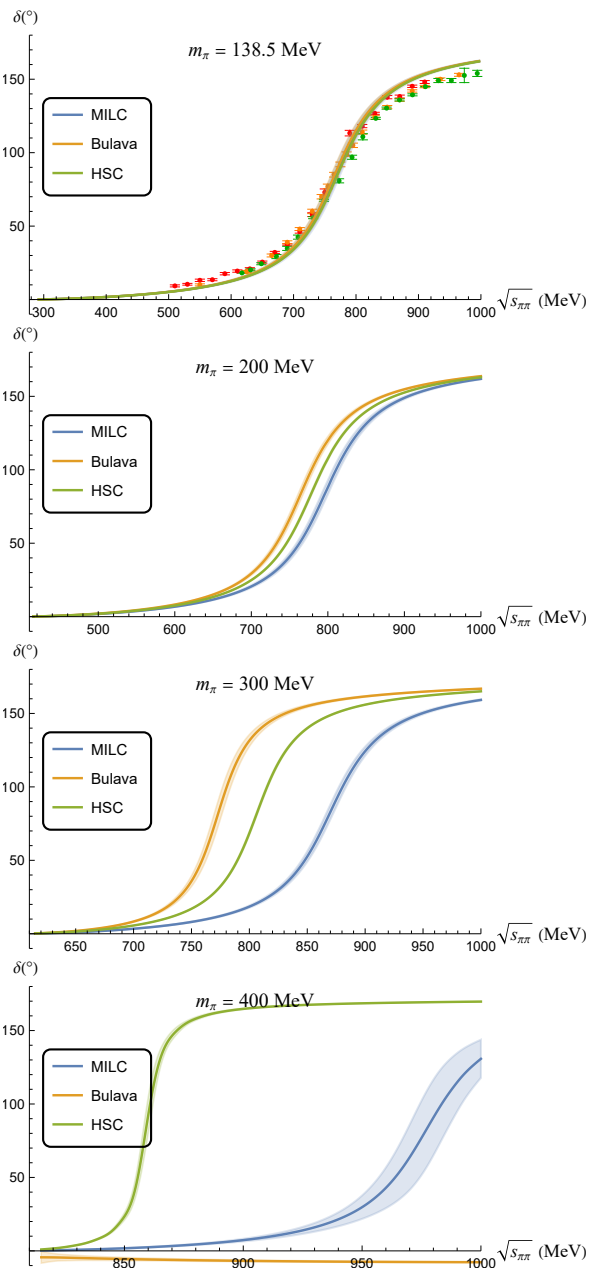 δ(°)
m_π = 138.5 MeV
150
MILC
Bulava
100
HSC
50
300 400 500 600 700 800 900 1000
√s_ππ (MeV)
δ(°)
m_π = 200 MeV
150
MILC
Bulava
100
HSC
50
500 600 700 800 900 1000
√s_ππ (MeV)
δ(°)
m_π = 300 MeV
150
MILC
Bulava
100
HSC
50
650 700 750 800 850 900 950 1000
√s_ππ (MeV)
δ(°)
m_π = 400 MeV
150
MILC
Bulava
100
HSC
50
850 900 950 1000
√s_ππ (MeV)